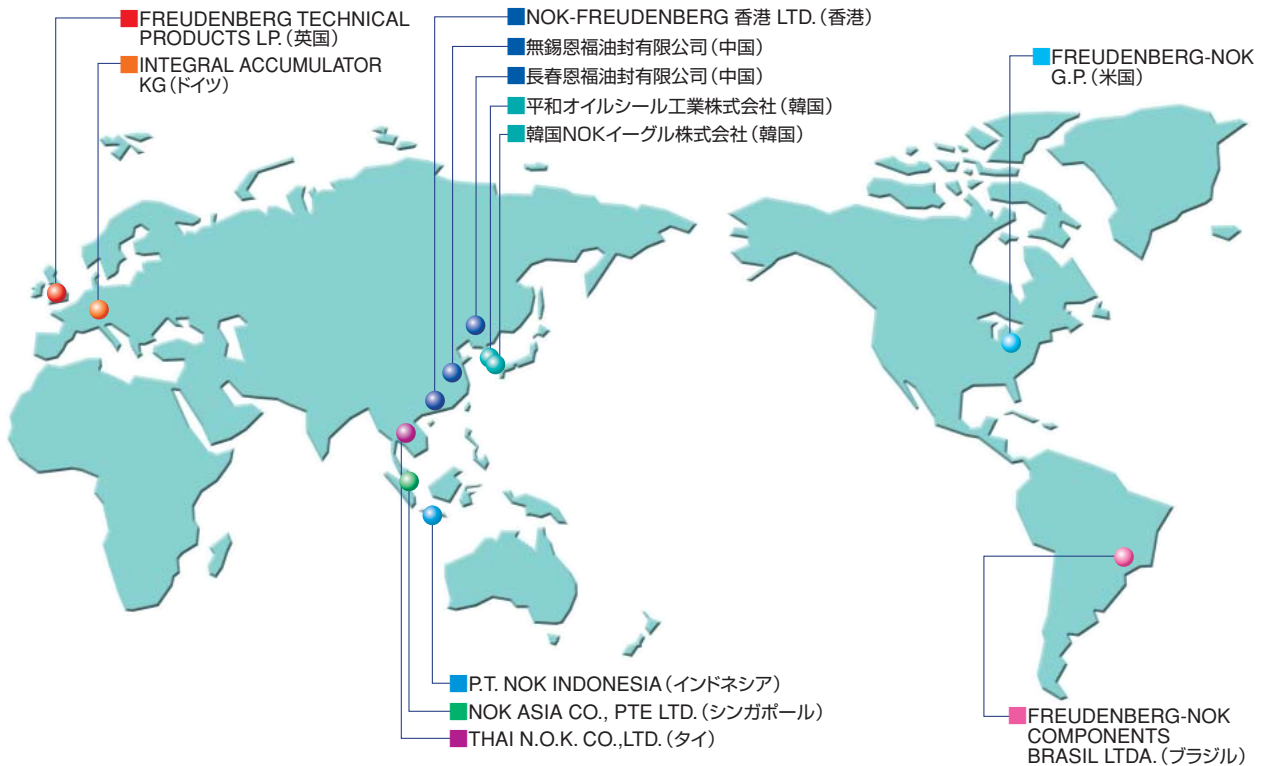 FREUDENBERG TECHNICAL
PRODUCTS LP.(英国)
INTEGRAL ACCUMULATOR
KG(ドイツ)
NOK-FREUDENBERG 香港 LTD.(香港)
無錫恩福油封有限公司(中国)
長春恩福油封有限公司(中国)
平和オイルシール工業株式会社(韓国)
韓国NOKイーグル株式会社(韓国)
FREUDENBERG-NOK
G.P.(米国)
P.T. NOK INDONESIA(インドネシア)
NOK ASIA CO., PTE LTD.(シンガポール)
THAI N.O.K. CO.,LTD.(タイ)
FREUDENBERG-NOK
COMPONENTS
BRASIL LTDA.(ブラジル)